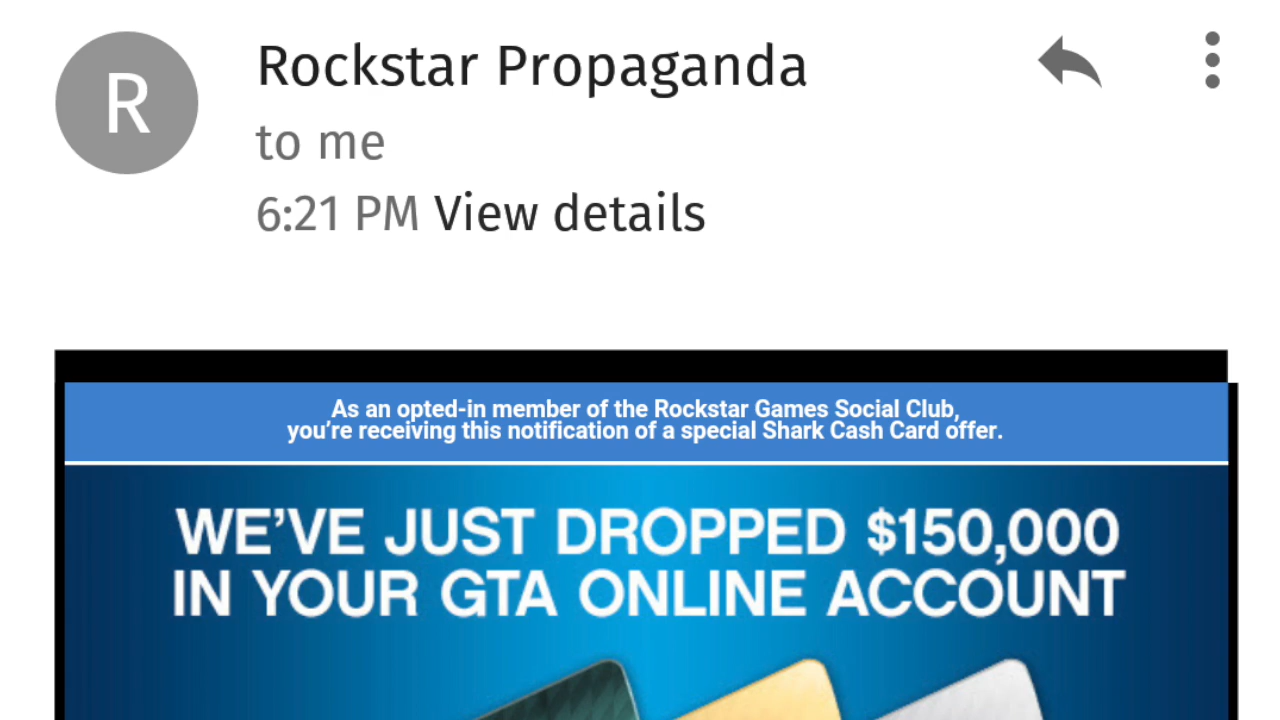 R
Rockstar Propaganda
to me
6:21 PM View details
As an opted-in member of the Rockstar Games Social Club,
you’re receiving this notification of a special Shark Cash Card offer.
WE’VE JUST DROPPED $150,000
IN YOUR GTA ONLINE ACCOUNT